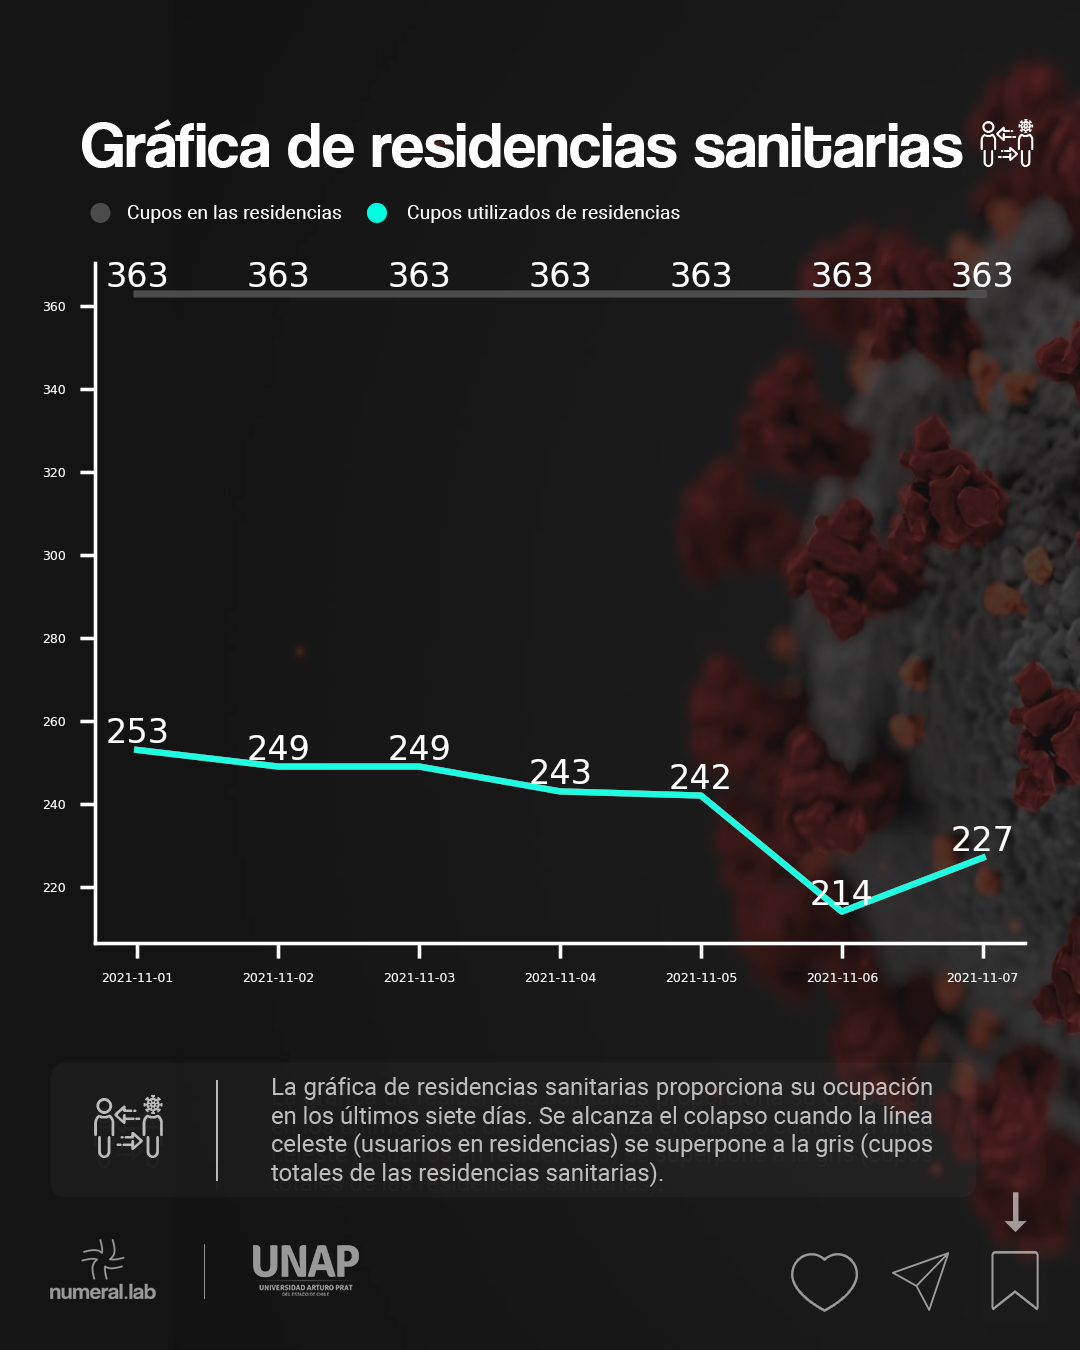 Gráfica de residencias sanitarias
Cupos en las residencias
Cupos utilizados de residencias
363 363 363 363 363 363 363
360
340
320
300
280
260
240
220
253 249 249 243 242 214 227
2021-11-01 2021-11-02 2021-11-03 2021-11-04 2021-11-05 2021-11-06 2021-11-07
La gráfica de residencias sanitarias proporciona su ocupación
en los últimos siete días. Se alcanza el colapso cuando la línea
celeste (usuarios en residencias) se superpone a la gris (cupos
totales de las residencias sanitarias).
numeral.lab
UNAP
UNIVERSIDAD ARTURO PRAT
DEL ESTADO DE CHILE